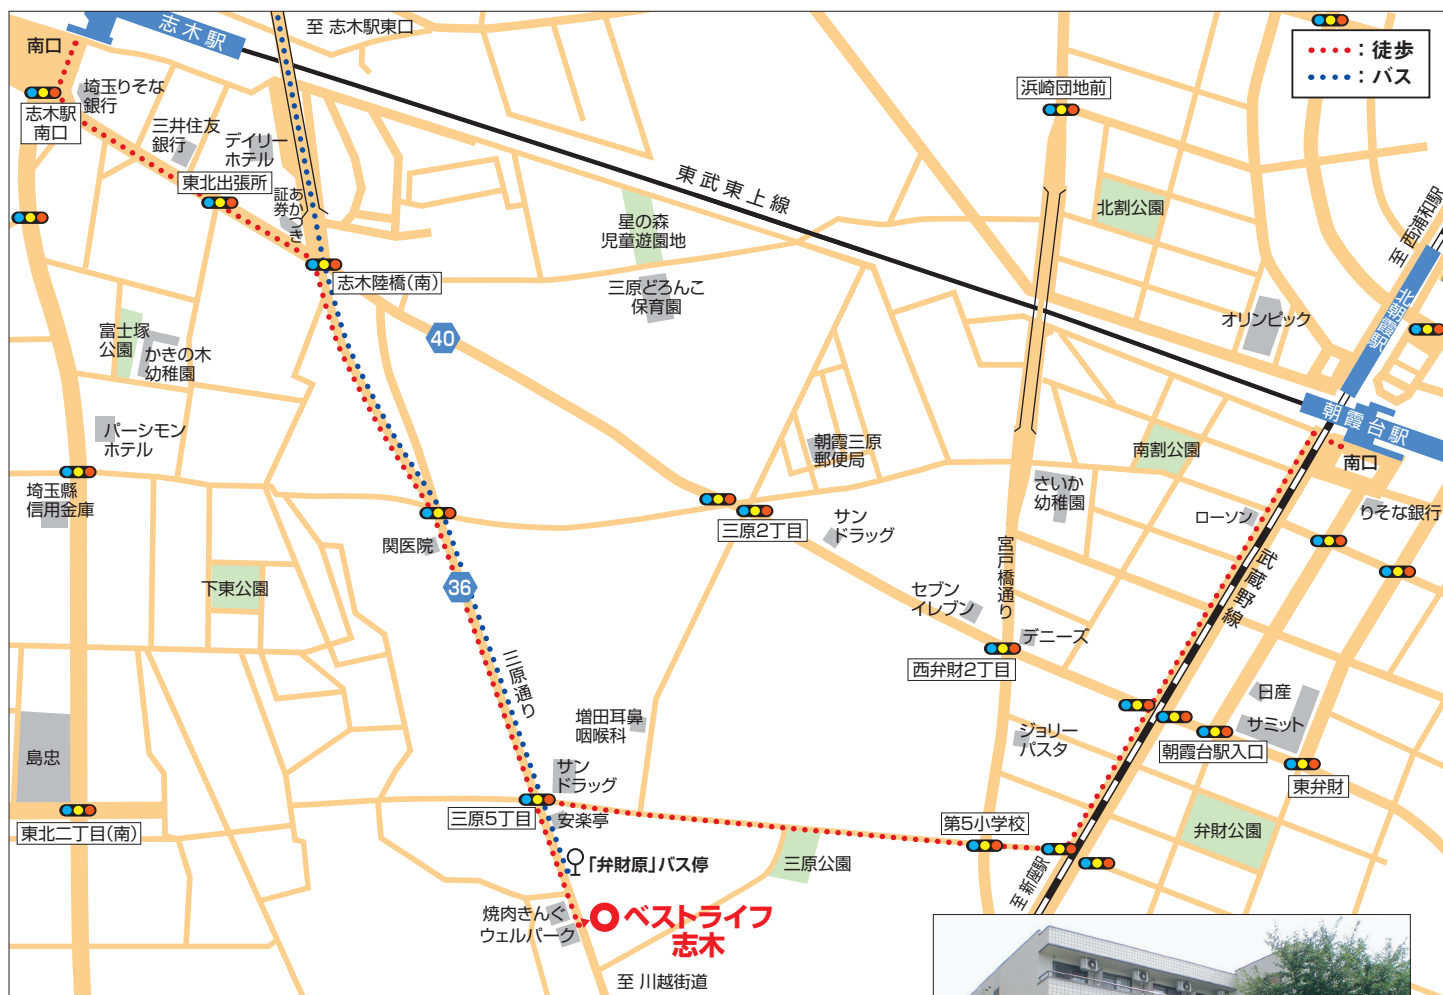 志木駅
至 志木駅東口
南口
：徒歩
：バス
埼玉りそな
銀行
浜崎団地前
志木駅
南口
三井住友
銀行
デイリー
ホテル
東武東上線
東北出張所
あかつき
証券
北割公園
至 西浦和駅
星の森
児童遊園地
志木陸橋(南)
三原どろんこ
保育園
北朝霞駅
オリンピック
富士塚
公園
40
かきの木
幼稚園
朝霞台駅
パーシモン
ホテル
朝霞三原
郵便局
南割公園
南口
埼玉縣
信用金庫
さいか
幼稚園
ローソン
りそな銀行
三原2丁目
サン
ドラッグ
関医院
宮戸橋通り
武蔵野線
下東公園
36
セブン
イレブン
デニーズ
三原通り
西弁財2丁目
日産
増田耳鼻
咽喉科
ジョリー
パスタ
サミット
朝霞台駅入口
島忠
サン
ドラッグ
東弁財
三原5丁目
安楽亭
第5小学校
東北二丁目(南)
弁財公園
「弁財原」バス停
三原公園
至 新座駅
焼肉きんぐ
ウェルパーク
ベストライフ
志木
至 川越街道